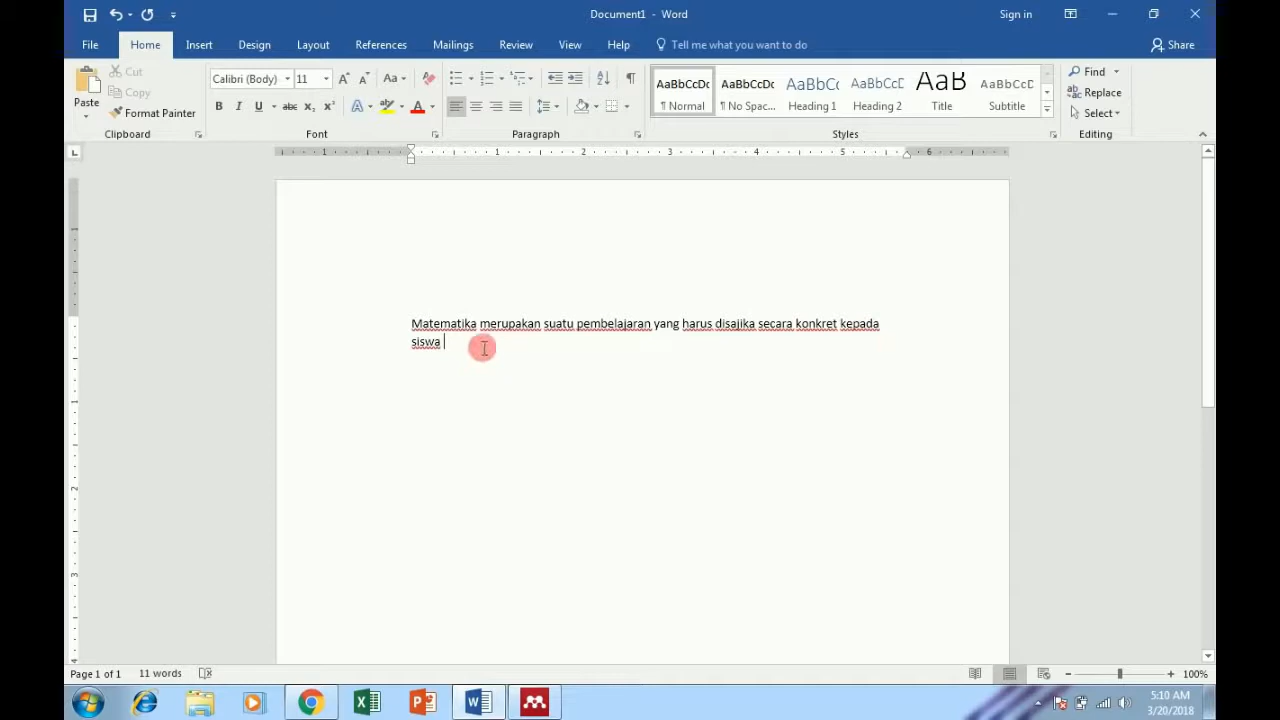 Document1 - Word
Sign in
File Home Insert Design Layout References Mailings Review View Help Tell me what you want to do Share
Paste
Cut
Copy
Format Painter
Clipboard
Calibri (Body) 11
Font
Paragraph
AaBbCcDc AaBbCcDc AaBbC( AaBbCcD AaB AaBbCcD
¶ Normal ¶ No Spac... Heading 1 Heading 2 Title Subtitle
Styles
Find
Replace
Select
Editing
Matematika merupakan suatu pembelajaran yang harus disajika secara konkret kepada
siswa
Page 1 of 1 11 words 100%
5:10 AM
3/20/2018